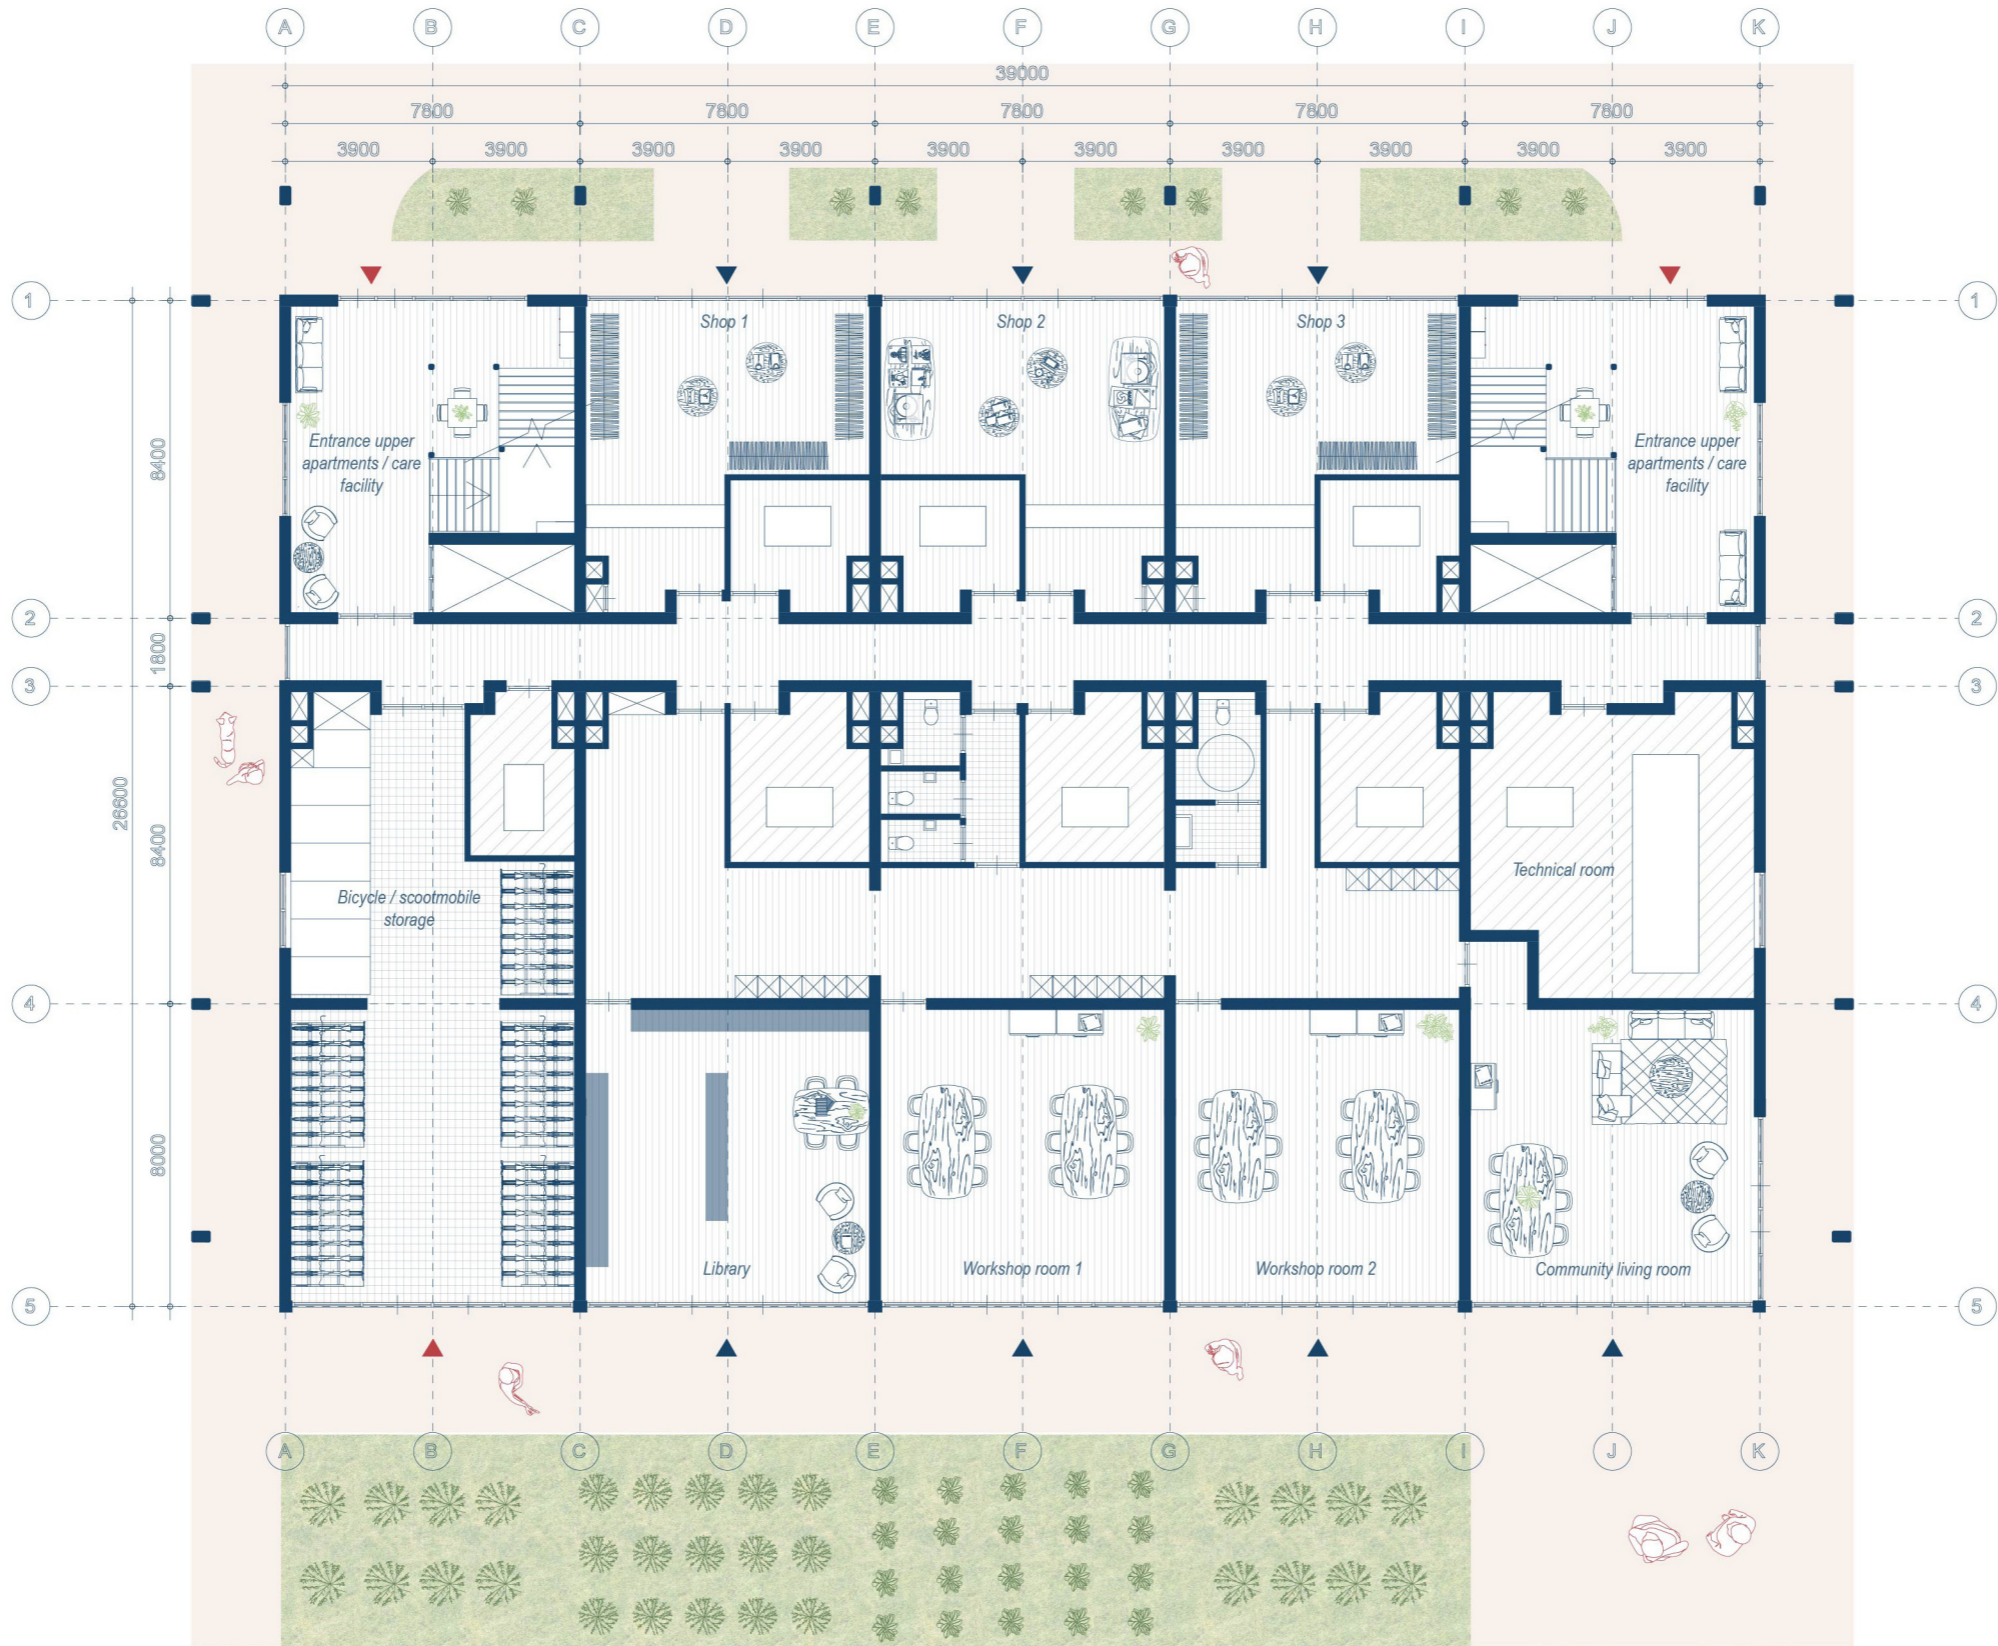 A B C D E F G H I J K
39000
7800 7800 7800 7800 7800
3900 3900 3900 3900 3900 3900 3900 3900 3900 3900
1 1
Shop 1 Shop 2 Shop 3
Entrance upper
apartments / care
facility
Entrance upper
apartments / care
facility
8400
2 2
1800
3 3
26600
8400
Bicycle / scootmobile
storage
Technical room
4 4
8000
Library Workshop room 1 Workshop room 2 Community living room
5 5
A B C D E F G H I J K